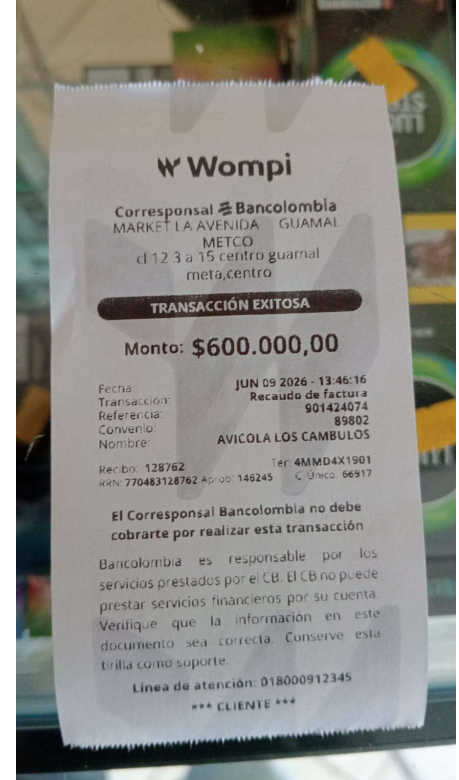 Wompi
Corresponsal Bancolombia
MARKET LA AVENIDA GUAMAL
METCO
cl 12 3 a 15 centro guamal
meta,centro
TRANSACCIÓN EXITOSA
Monto: $600.000,00
Fecha: JUN 09 2026 - 13:46:16
Transacción: Recaudo de factura
Referencia: 901424074
Convenio: 89802
Nombre: AVICOLA LOS CAMBULOS
Recibo: 128762 Ter: 4MMD4X1901
RRN: 770483128762 Aprob: 146245 C Único 66917
El Corresponsal Bancolombia no debe
cobrarte por realizar esta transacción
Bancolombia es responsable por los
servicios prestados por el CB. El CB no puede
prestar servicios financieros por su cuenta.
Verifique que la información en este
documento sea correcta. Conserve esta
tirilla como soporte.
Línea de atención: 018000912345
*** CLIENTE ***